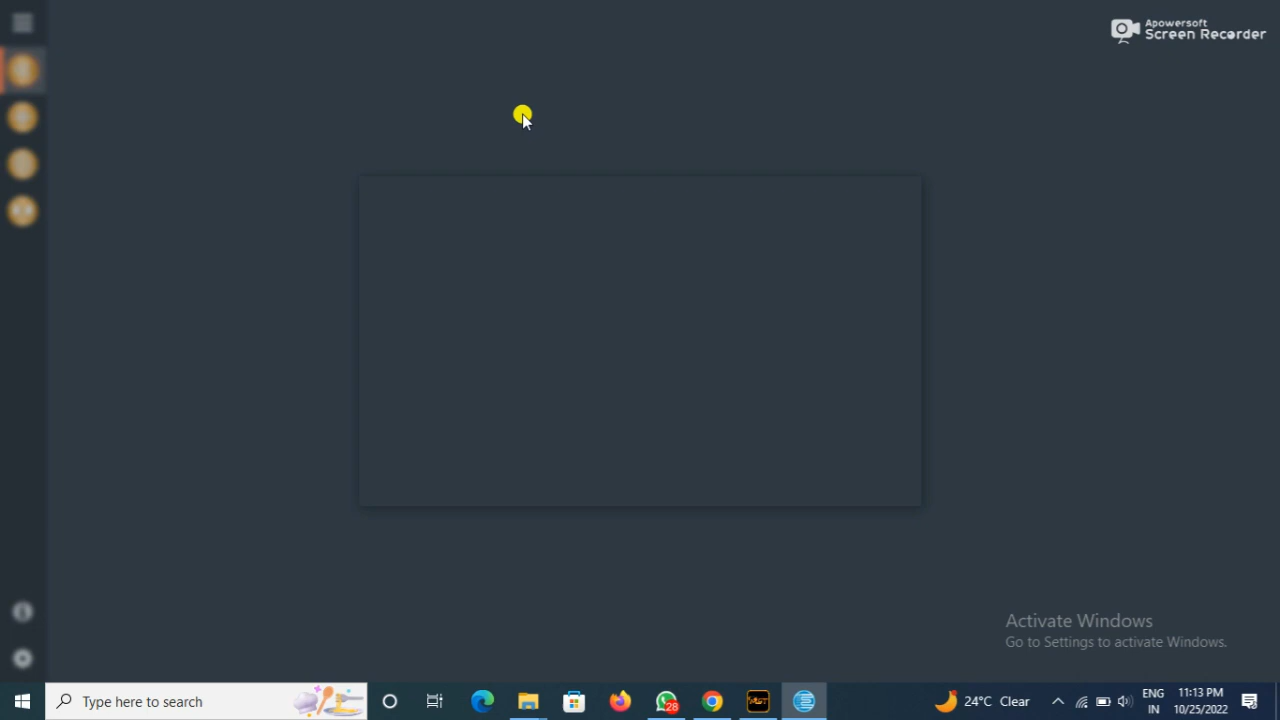 Apowersoft
Screen Recorder
Activate Windows
Go to Settings to activate Windows.
Type here to search
28
24°C Clear
ENG
IN
11:13 PM
10/25/2022